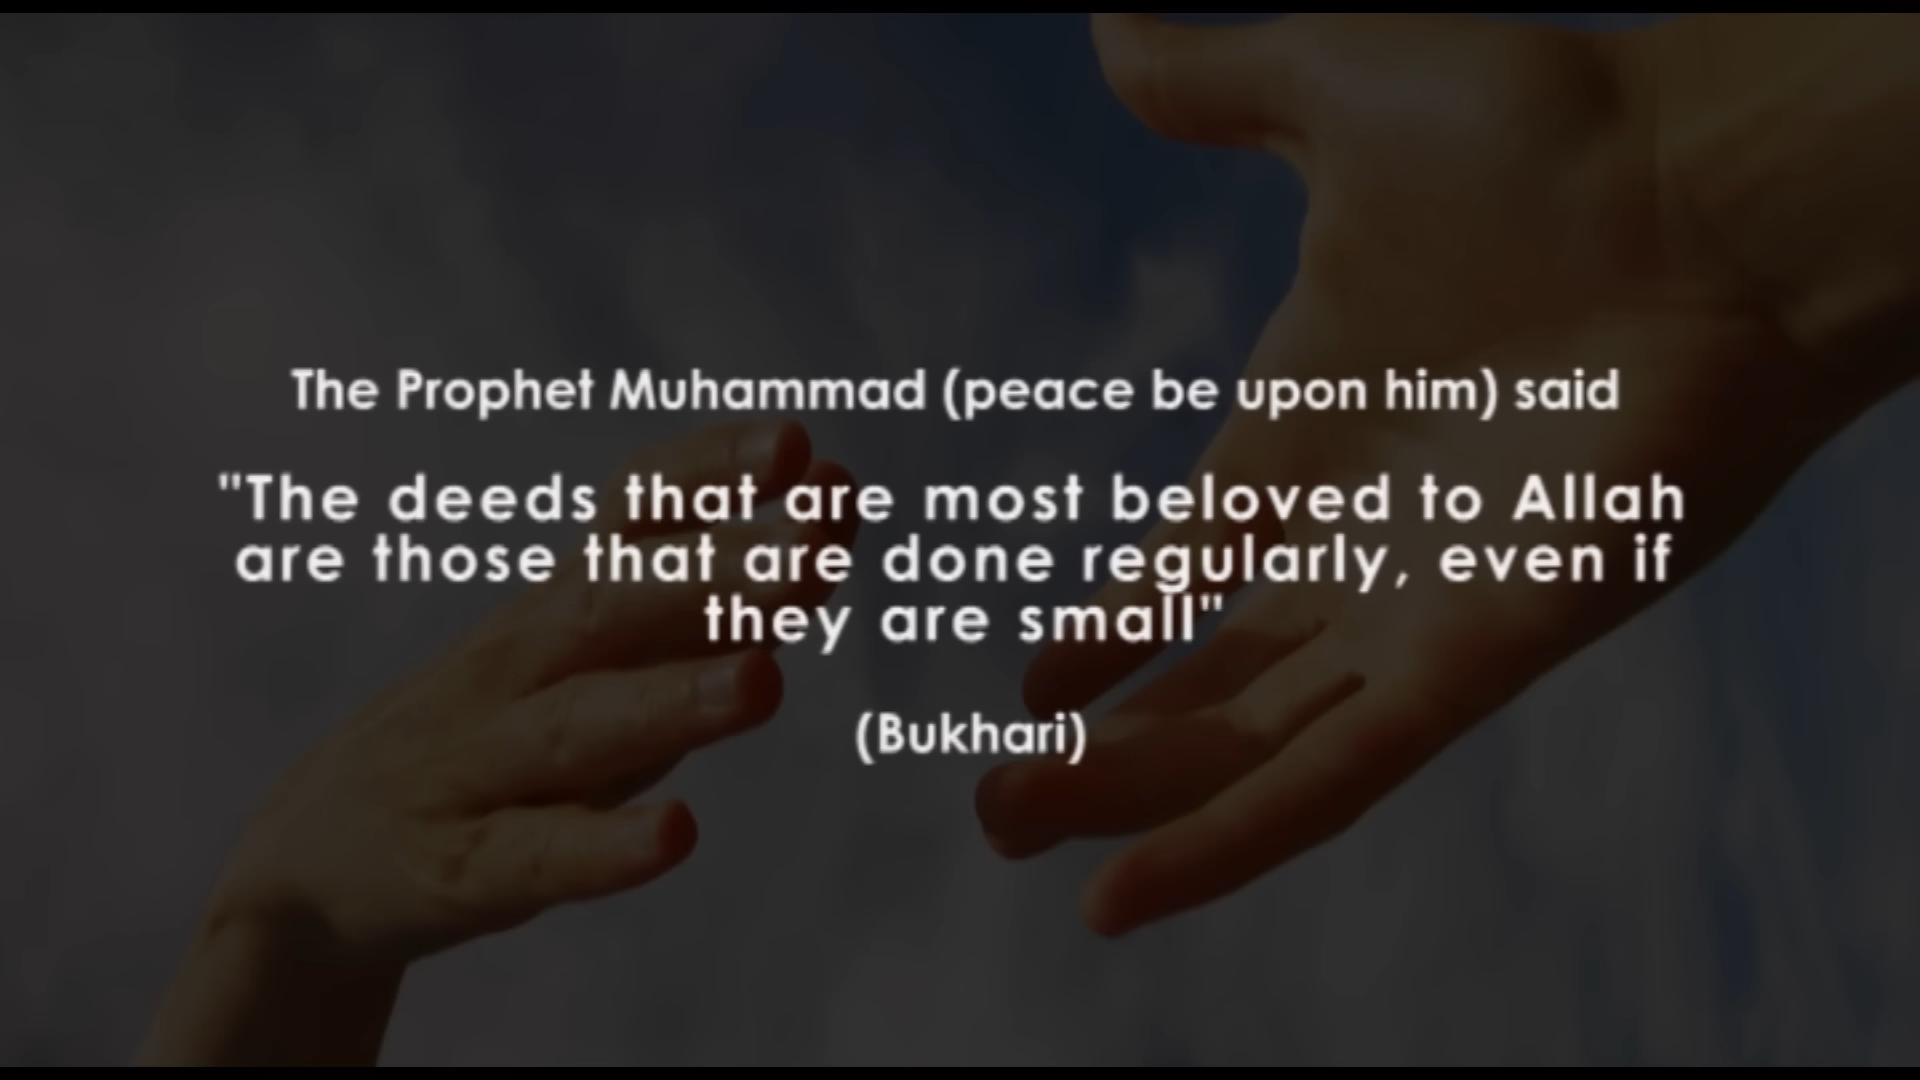 The Prophet Muhammad (peace be upon him) said
"The deeds that are most beloved to Allah
are those that are done regularly, even if
they are small"
(Bukhari)